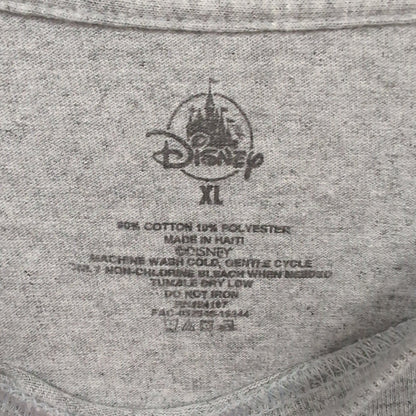 Disney
XL
90% COTTON 10% POLYESTER
MADE IN HAITI
©DISNEY
MACHINE WASH COLD, GENTLE CYCLE
ONLY NON-CHLORINE BLEACH WHEN NEEDED
TUMBLE DRY LOW
DO NOT IRON